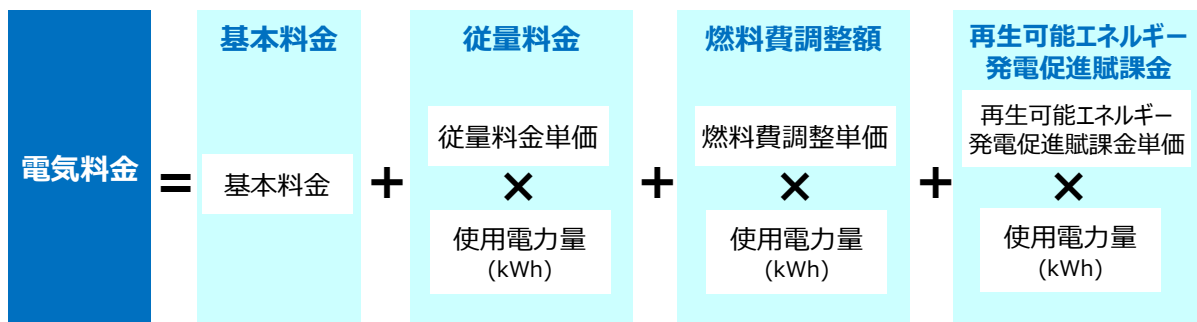 電気料金
=
基本料金
基本料金
+
従量料金
従量料金単価
×
使用電力量
(kWh)
+
燃料費調整額
燃料費調整単価
×
使用電力量
(kWh)
+
再生可能エネルギー
発電促進賦課金
再生可能エネルギー
発電促進賦課金単価
×
使用電力量
(kWh)